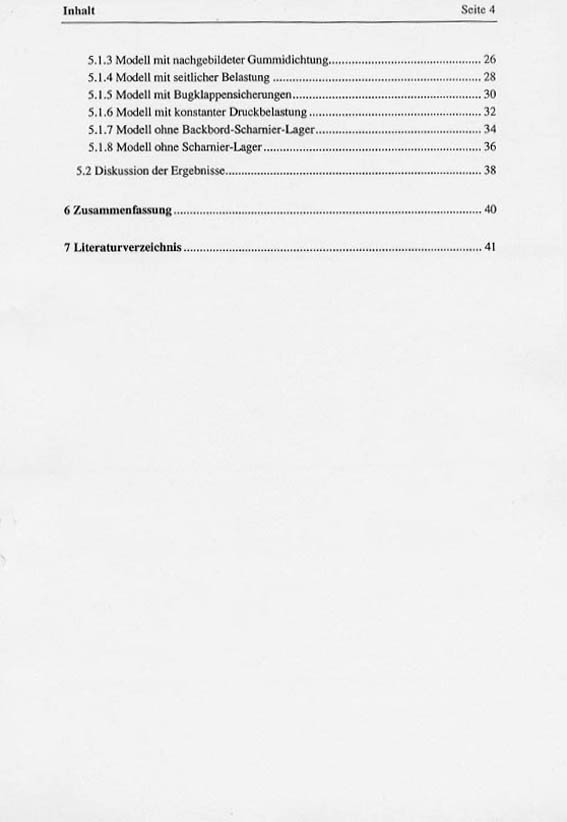 Inhalt Seite 4
5.1.3 Modell mit nachgebildeter Gummidichtung.................................................. 26
5.1.4 Modell mit seitlicher Belastung .................................................................... 28
5.1.5 Modell mit Bugklappensicherungen.............................................................. 30
5.1.6 Modell mit konstanter Druckbelastung ......................................................... 32
5.1.7 Modell ohne Backbord-Scharnier-Lager....................................................... 34
5.1.8 Modell ohne Scharnier-Lager........................................................................ 36
5.2 Diskussion der Ergebnisse..................................................................................... 38
6 Zusammenfassung ...................................................................................................... 40
7 Literaturverzeichnis ................................................................................................... 41